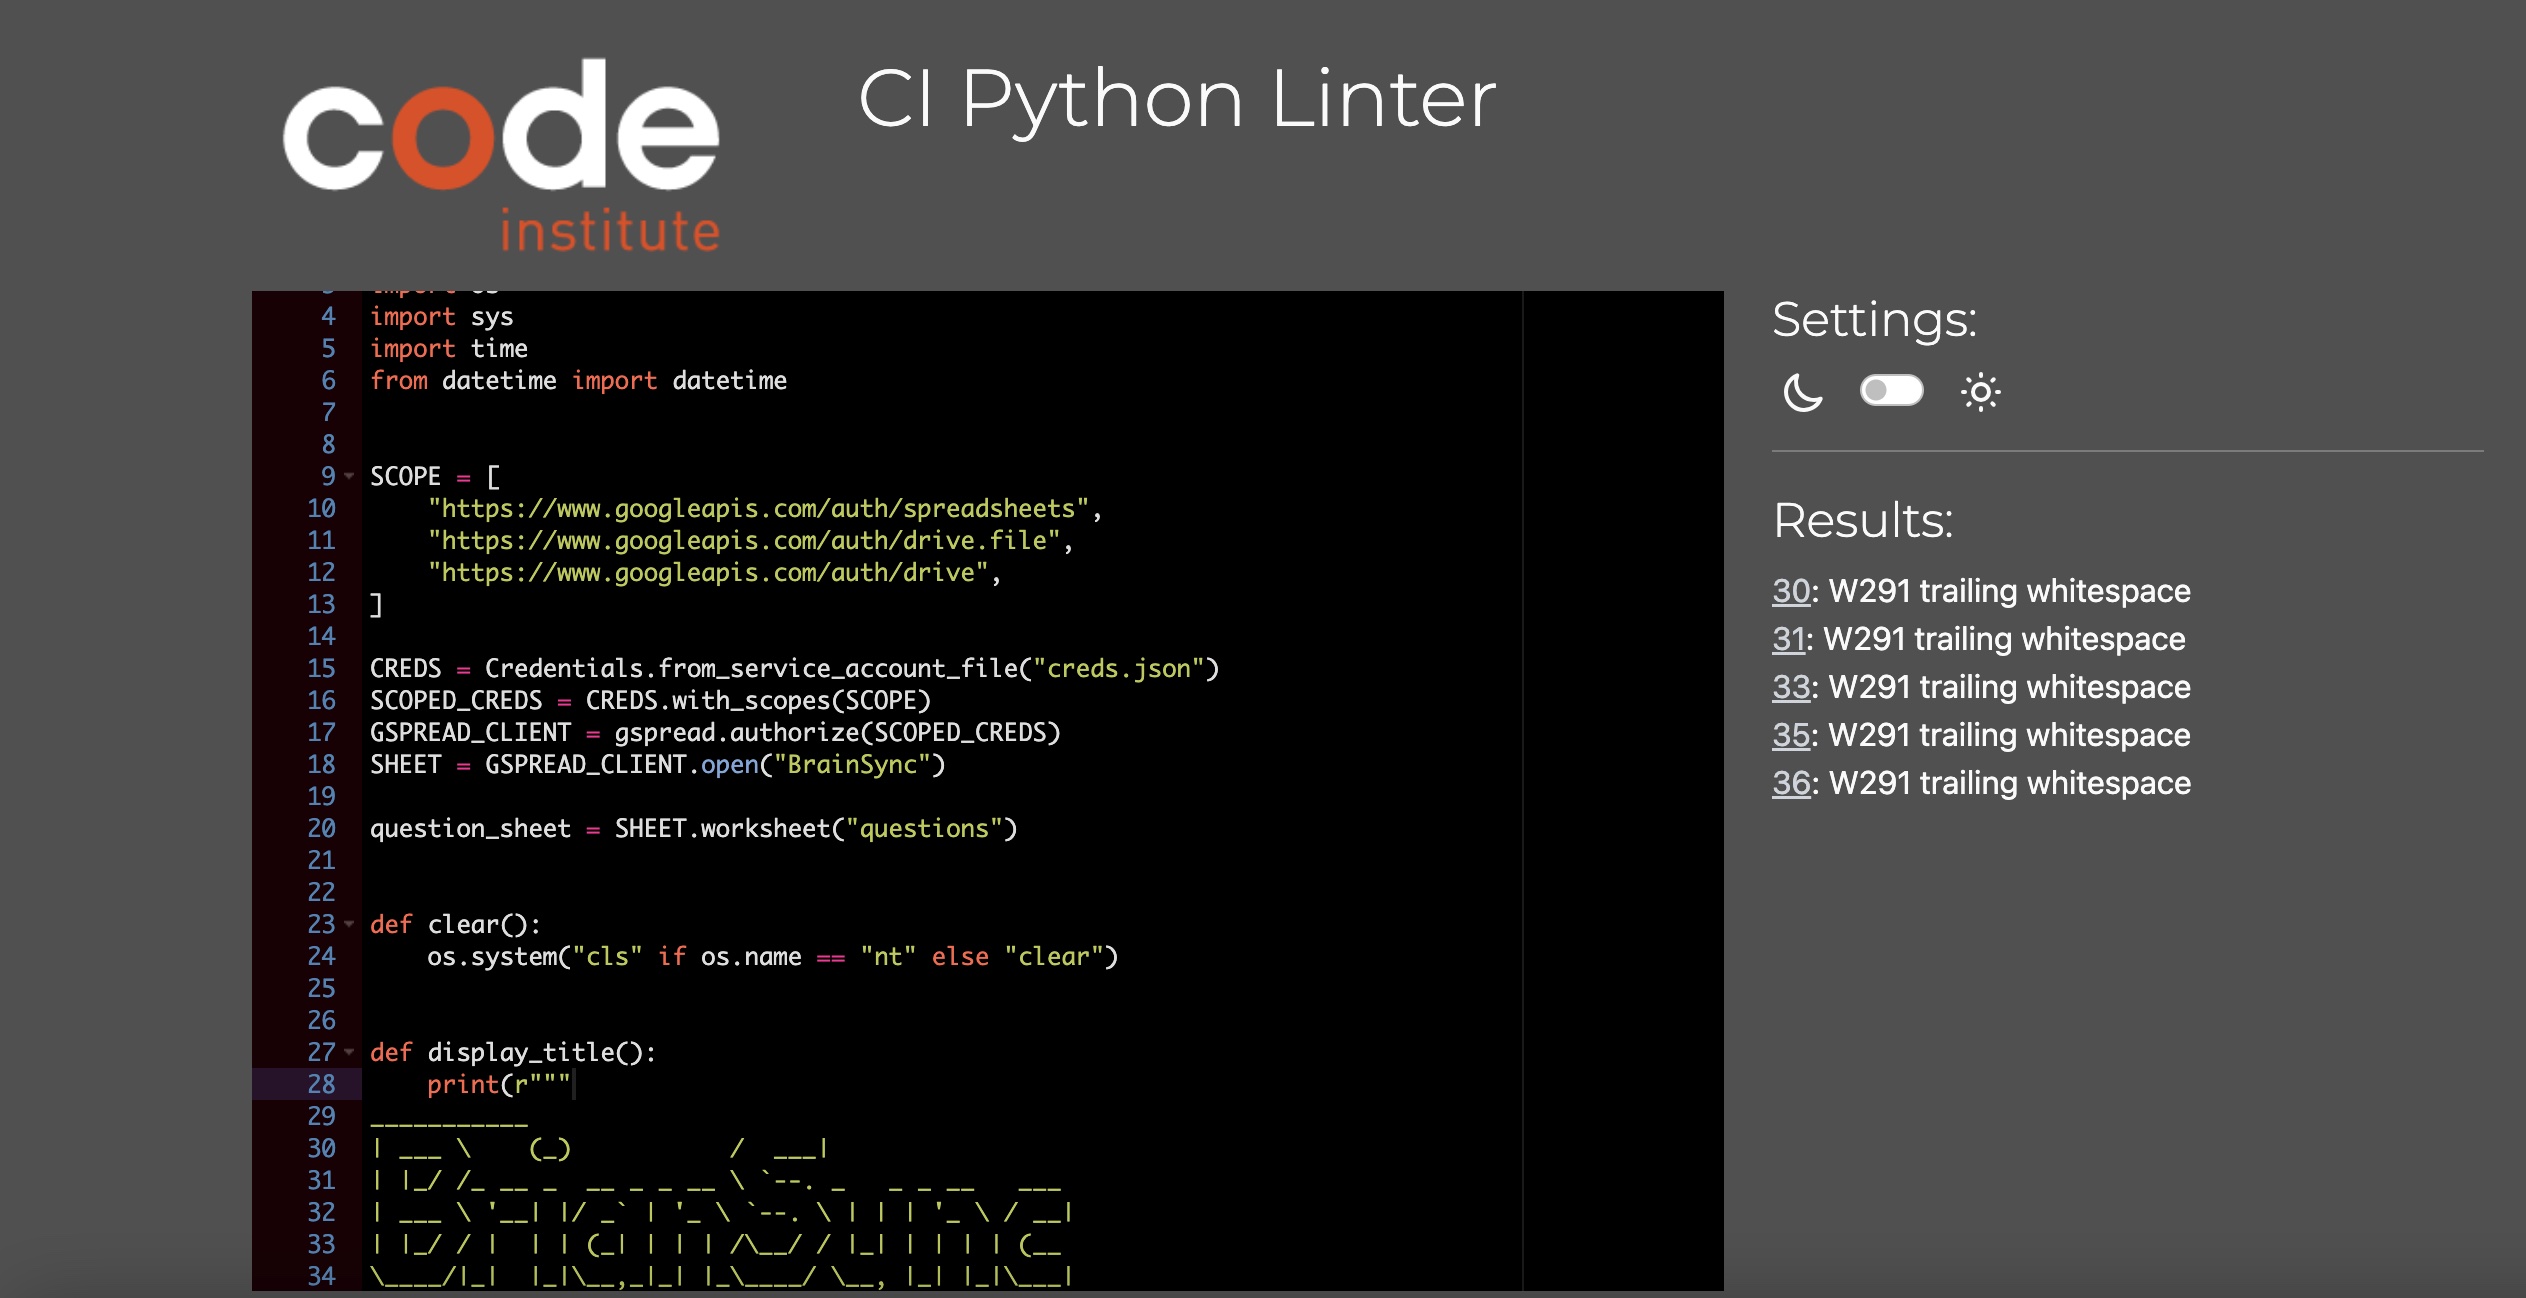 code
institute
CI Python Linter
import os
4 import sys
5 import time
6 from datetime import datetime
7
8
9 SCOPE = [
10     "https://www.googleapis.com/auth/spreadsheets",
11     "https://www.googleapis.com/auth/drive.file",
12     "https://www.googleapis.com/auth/drive",
13 ]
14
15 CREDS = Credentials.from_service_account_file("creds.json")
16 SCOPED_CREDS = CREDS.with_scopes(SCOPE)
17 GSPREAD_CLIENT = gspread.authorize(SCOPED_CREDS)
18 SHEET = GSPREAD_CLIENT.open("BrainSync")
19
20 question_sheet = SHEET.worksheet("questions")
21
22
23 def clear():
24     os.system("cls" if os.name == "nt" else "clear")
25
26
27 def display_title():
28     print(r"""
29 ___________
30 | ___ \    (_)           /  ___|
31 | |_/ /_ __ _  __ _ _ __ \ `--. _   _ _ __   ___
32 | ___ \ '__| |/ _` | '_ \ `--. \ | | | '_ \ / __|
33 | |_/ / |  | | (_| | | | /\__/ / |_| | | | | (__
34 \____/|_|  |_|\__,_|_| |_\____/ \__, |_| |_|\___|
Settings:
Results:
30: W291 trailing whitespace
31: W291 trailing whitespace
33: W291 trailing whitespace
35: W291 trailing whitespace
36: W291 trailing whitespace